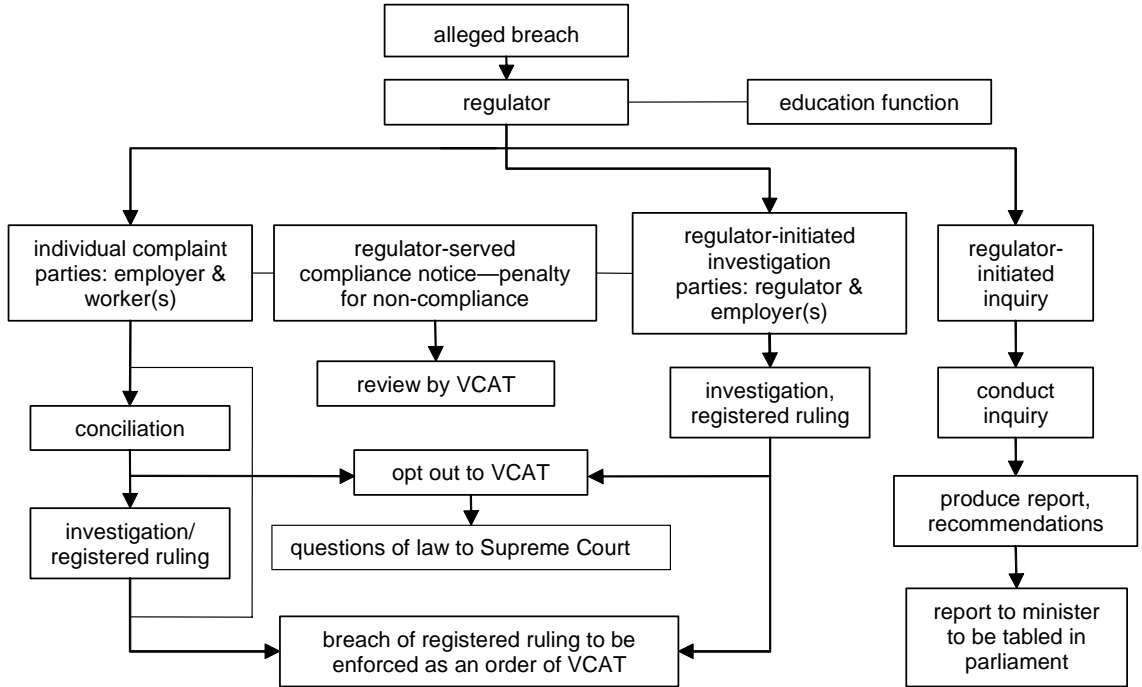 alleged breach
regulator
education function
individual complaint
parties: employer &
worker(s)
regulator-served
compliance notice—penalty
for non-compliance
regulator-initiated
investigation
parties: regulator &
employer(s)
regulator-
initiated
inquiry
review by VCAT
investigation,
registered ruling
conduct
inquiry
conciliation
opt out to VCAT
produce report,
recommendations
investigation/
registered ruling
questions of law to Supreme Court
breach of registered ruling to be
enforced as an order of VCAT
report to minister
to be tabled in
parliament